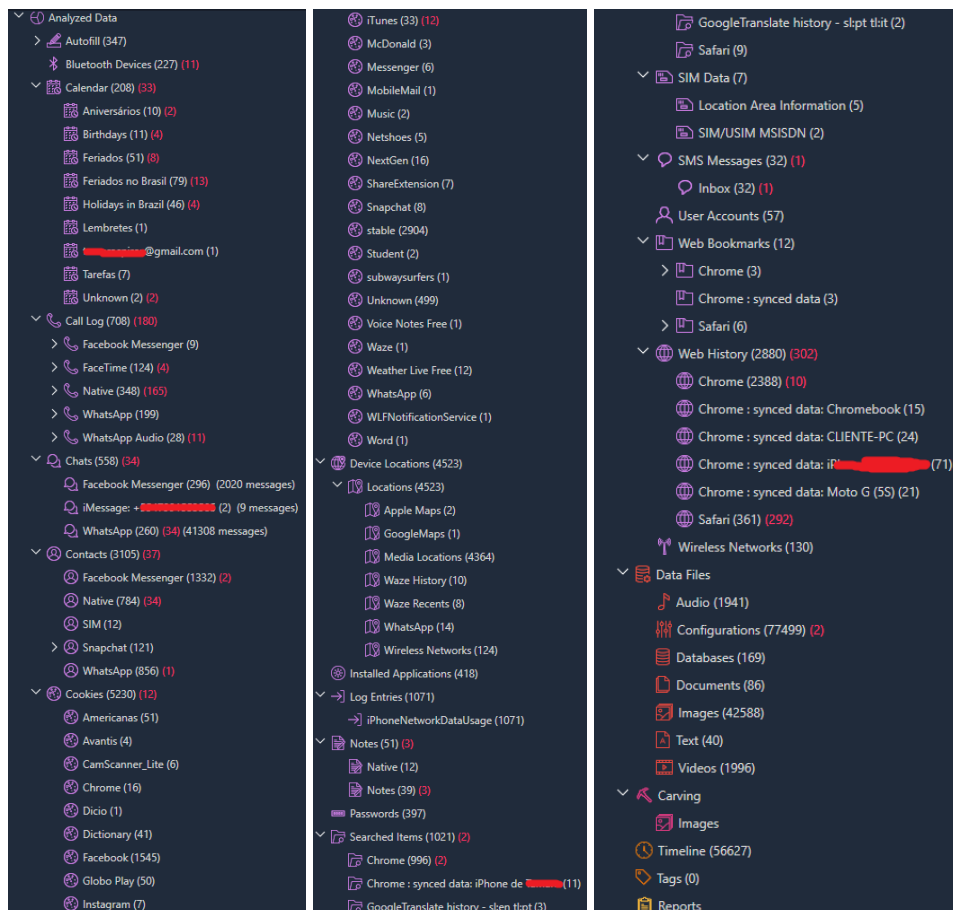 Analyzed Data
Autofill (347)
Bluetooth Devices (227) (11)
Calendar (208) (33)
Aniversários (10) (2)
Birthdays (11) (4)
Feriados (51) (8)
Feriados no Brasil (79) (13)
Holidays in Brazil (46) (4)
Lembretes (1)
@gmail.com (1)
Tarefas (7)
Unknown (2) (2)
Call Log (708) (180)
Facebook Messenger (9)
FaceTime (124) (4)
Native (348) (165)
WhatsApp (199)
WhatsApp Audio (28) (11)
Chats (558) (34)
Facebook Messenger (296) (2020 messages)
iMessage: + (2) (9 messages)
WhatsApp (260) (34) (41308 messages)
Contacts (3105) (37)
Facebook Messenger (1332) (2)
Native (784) (34)
SIM (12)
Snapchat (121)
WhatsApp (856) (1)
Cookies (5230) (12)
Americanas (51)
Avantis (4)
CamScanner_Lite (6)
Chrome (16)
Dicio (1)
Dictionary (41)
Facebook (1545)
Globo Play (50)
Instagram (7)
iTunes (33) (12)
McDonald (3)
Messenger (6)
MobileMail (1)
Music (2)
Netshoes (5)
NextGen (16)
ShareExtension (7)
Snapchat (8)
stable (2904)
Student (2)
subwaysurfers (1)
Unknown (499)
Voice Notes Free (1)
Waze (1)
Weather Live Free (12)
WhatsApp (6)
WLFNotificationService (1)
Word (1)
Device Locations (4523)
Locations (4523)
Apple Maps (2)
GoogleMaps (1)
Media Locations (4364)
Waze History (10)
Waze Recents (8)
WhatsApp (14)
Wireless Networks (124)
Installed Applications (418)
Log Entries (1071)
iPhoneNetworkDataUsage (1071)
Notes (51) (3)
Native (12)
Notes (39) (3)
Passwords (397)
Searched Items (1021) (2)
Chrome (996) (2)
Chrome : synced data: iPhone de (11)
GoogleTranslate history - sl:en tl:pt (3)
GoogleTranslate history - sl:pt tl:it (2)
Safari (9)
SIM Data (7)
Location Area Information (5)
SIM/USIM MSISDN (2)
SMS Messages (32) (1)
Inbox (32) (1)
User Accounts (57)
Web Bookmarks (12)
Chrome (3)
Chrome : synced data (3)
Safari (6)
Web History (2880) (302)
Chrome (2388) (10)
Chrome : synced data: Chromebook (15)
Chrome : synced data: CLIENTE-PC (24)
Chrome : synced data: (71)
Chrome : synced data: Moto G (5S) (21)
Safari (361) (292)
Wireless Networks (130)
Data Files
Audio (1941)
Configurations (77499) (2)
Databases (169)
Documents (86)
Images (42588)
Text (40)
Videos (1996)
Carving
Images
Timeline (56627)
Tags (0)
Reports